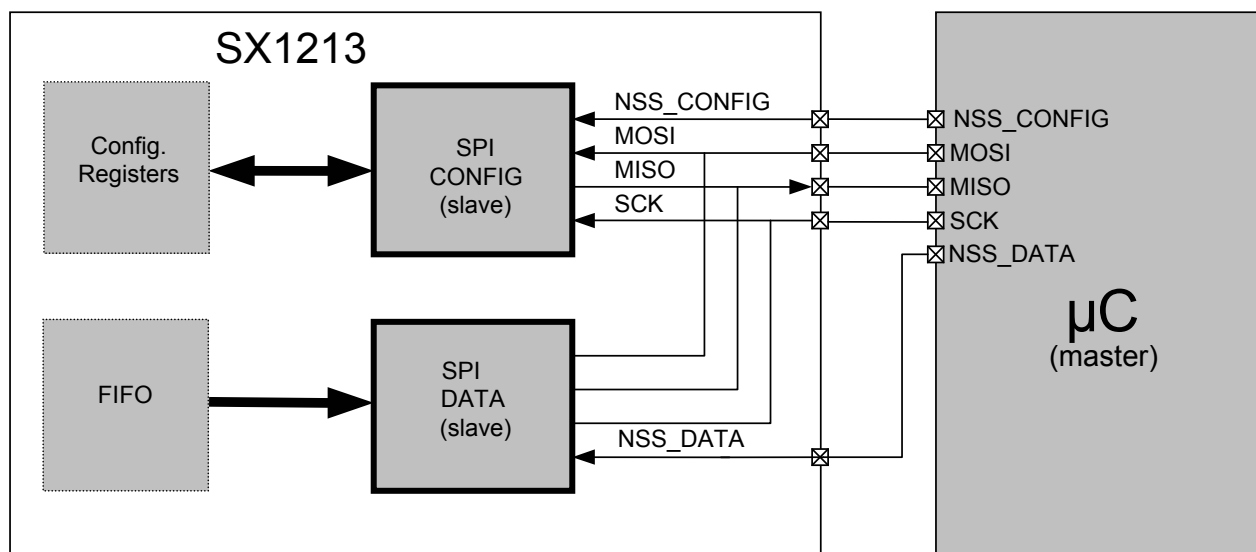 SX1213
Config.
Registers
SPI
CONFIG
(slave)
NSS_CONFIG
MOSI
MISO
SCK
NSS_CONFIG
MOSI
MISO
SCK
NSS_DATA
µC
(master)
FIFO
SPI
DATA
(slave)
NSS_DATA